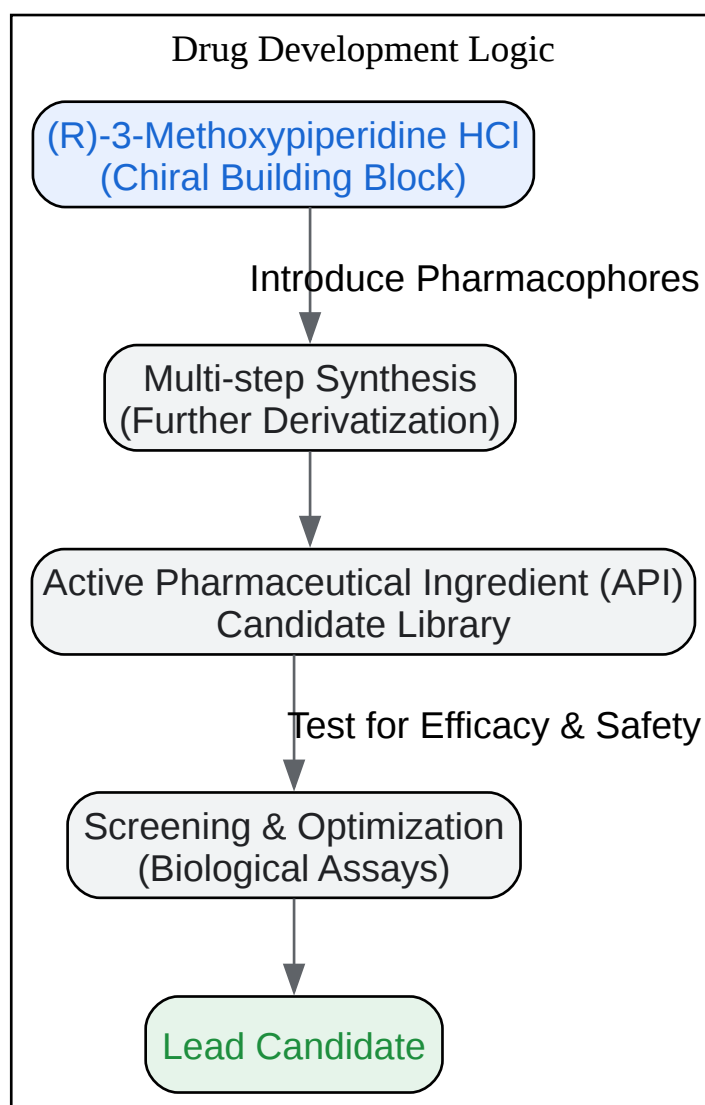 Drug Development Logic
(R)-3-Methoxypiperidine HCl
(Chiral Building Block)
Introduce Pharmacophores
Multi-step Synthesis
(Further Derivatization)
Active Pharmaceutical Ingredient (API)
Candidate Library
Test for Efficacy & Safety
Screening & Optimization
(Biological Assays)
Lead Candidate